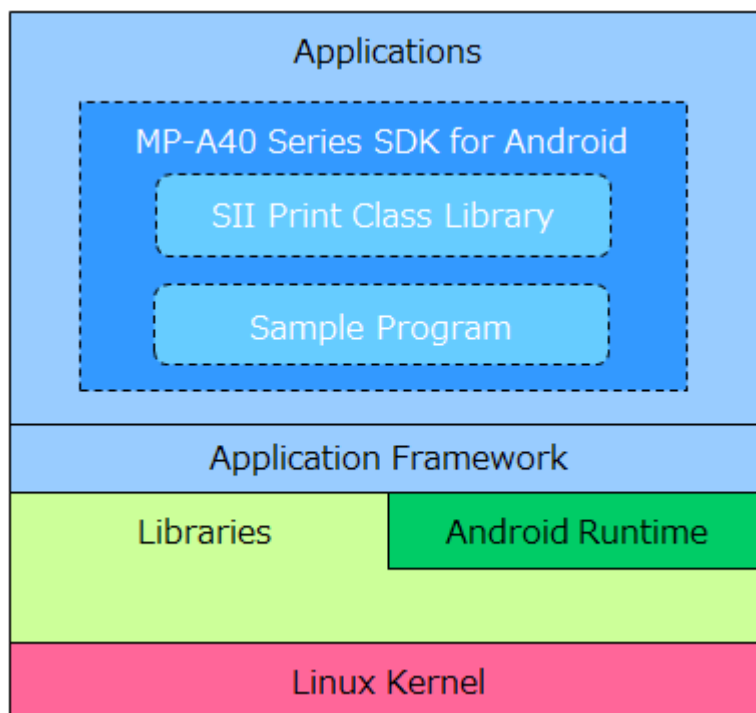 Applications
MP-A40 Series SDK for Android
SII Print Class Library
Sample Program
Application Framework
Libraries
Android Runtime
Linux Kernel